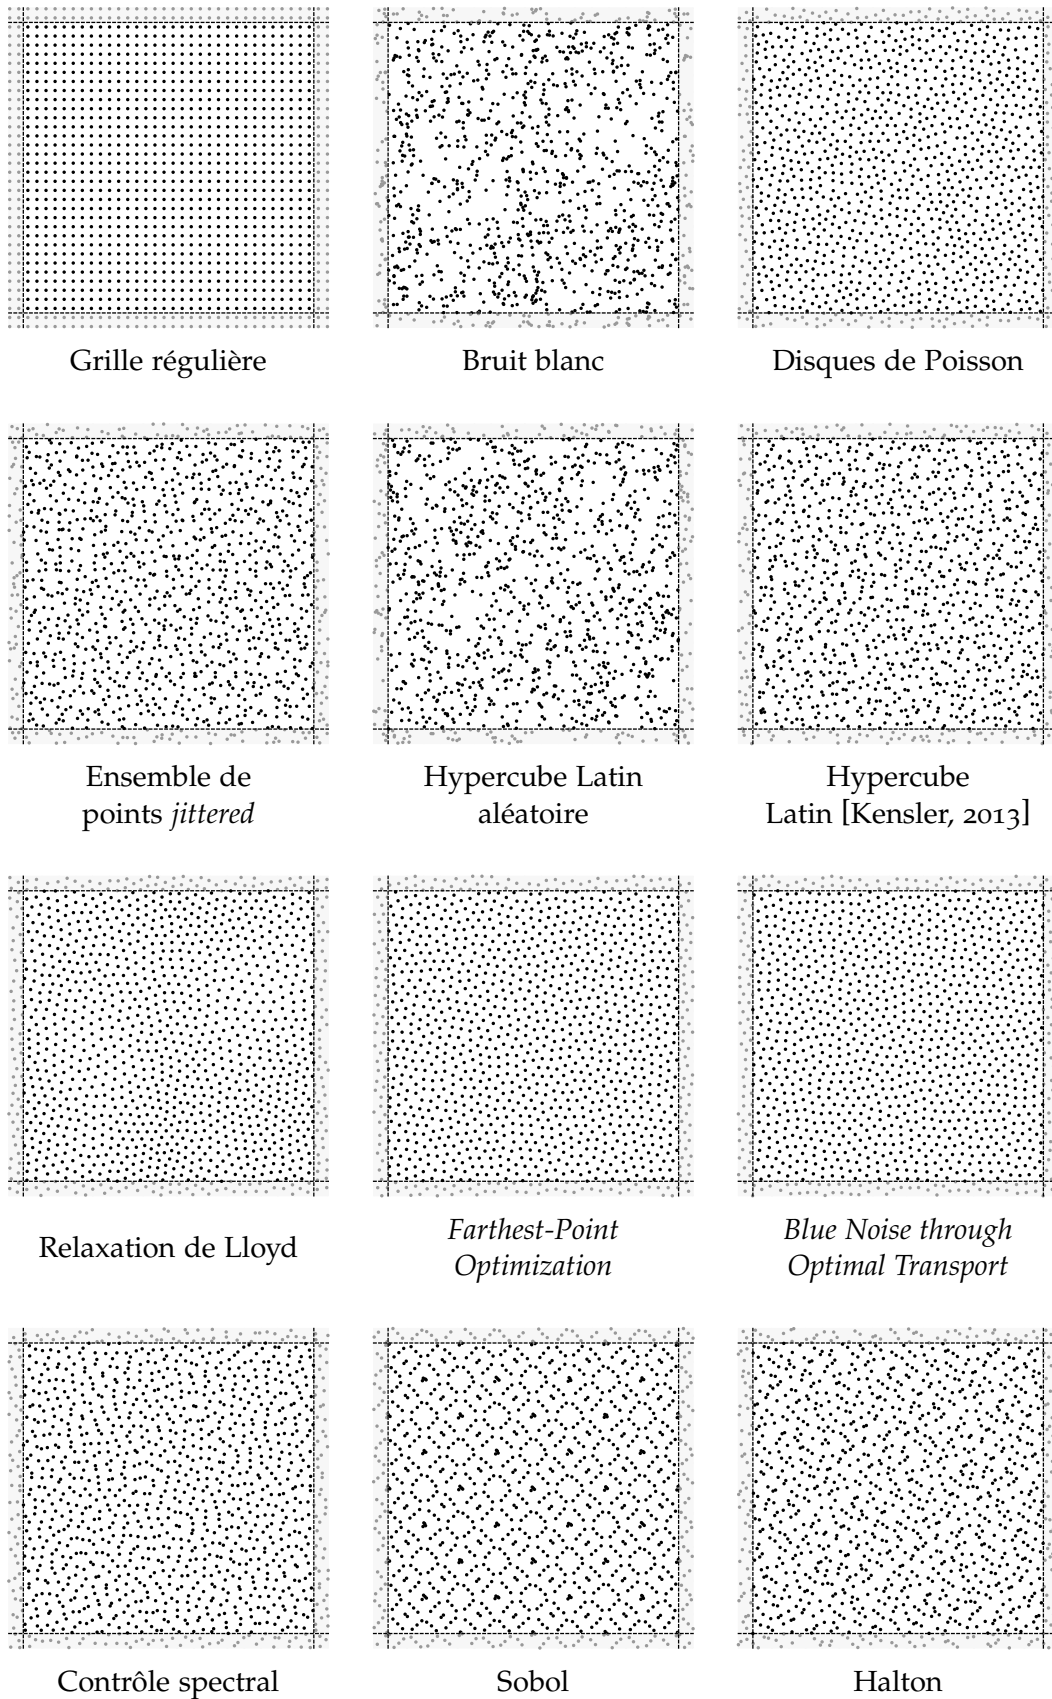 Grille régulière
Bruit blanc
Disques de Poisson
Ensemble de
points jittered
Hypercube Latin
aléatoire
Hypercube
Latin [Kensler, 2013]
Relaxation de Lloyd
Farthest-Point
Optimization
Blue Noise through
Optimal Transport
Contrôle spectral
Sobol
Halton